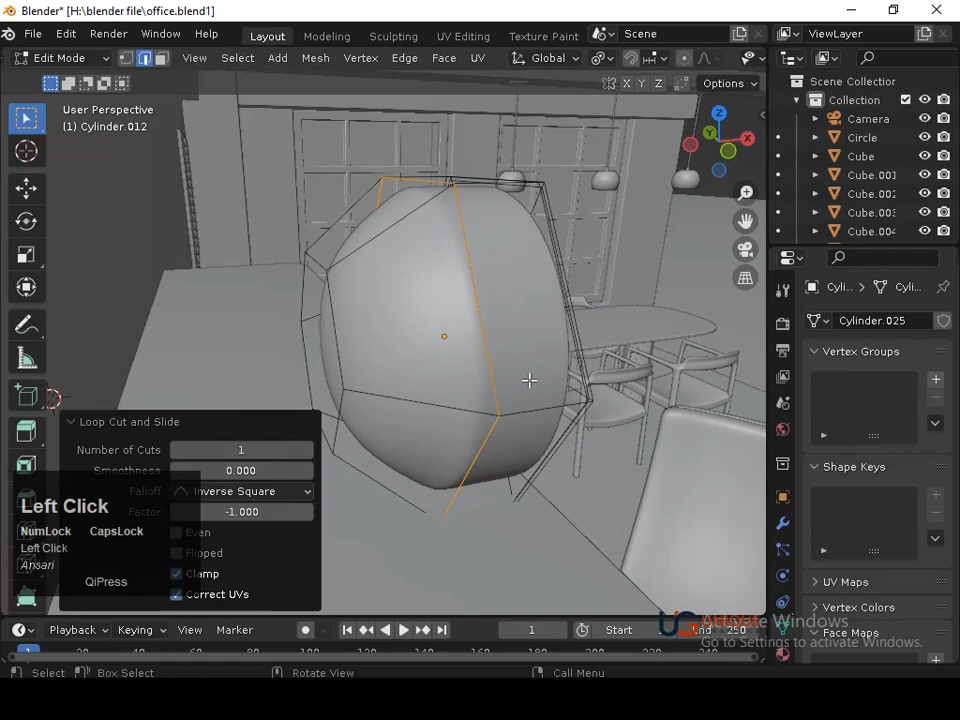 Blender* [H:\blender file\office.blend1]
File Edit Render Window Help Layout Modeling Sculpting UV Editing Texture Paint Scene ViewLayer
Edit Mode View Select Add Mesh Vertex Edge Face UV Global
X Y Z Options
User Perspective
(1) Cylinder.012
Z
Y
X
Scene Collection
Collection
Camera
Circle
Cube
Cube.001
Cube.002
Cube.003
Cube.004
Cyli... Cyli...
Cylinder.025
Vertex Groups
Shape Keys
UV Maps
Vertex Colors
Face Maps
Loop Cut and Slide
Number of Cuts 1
Smoothness 0.000
Falloff Inverse Square
Factor -1.000
Even
Flipped
Clamp
Correct UVs
Left Click
NumLock CapsLock
Left Click
Ansari
QiPress
Activate Windows
Go to Settings to activate Windows.
UG
Playback Keying View Marker 1 Start End 250
Select Box Select Rotate View Call Menu